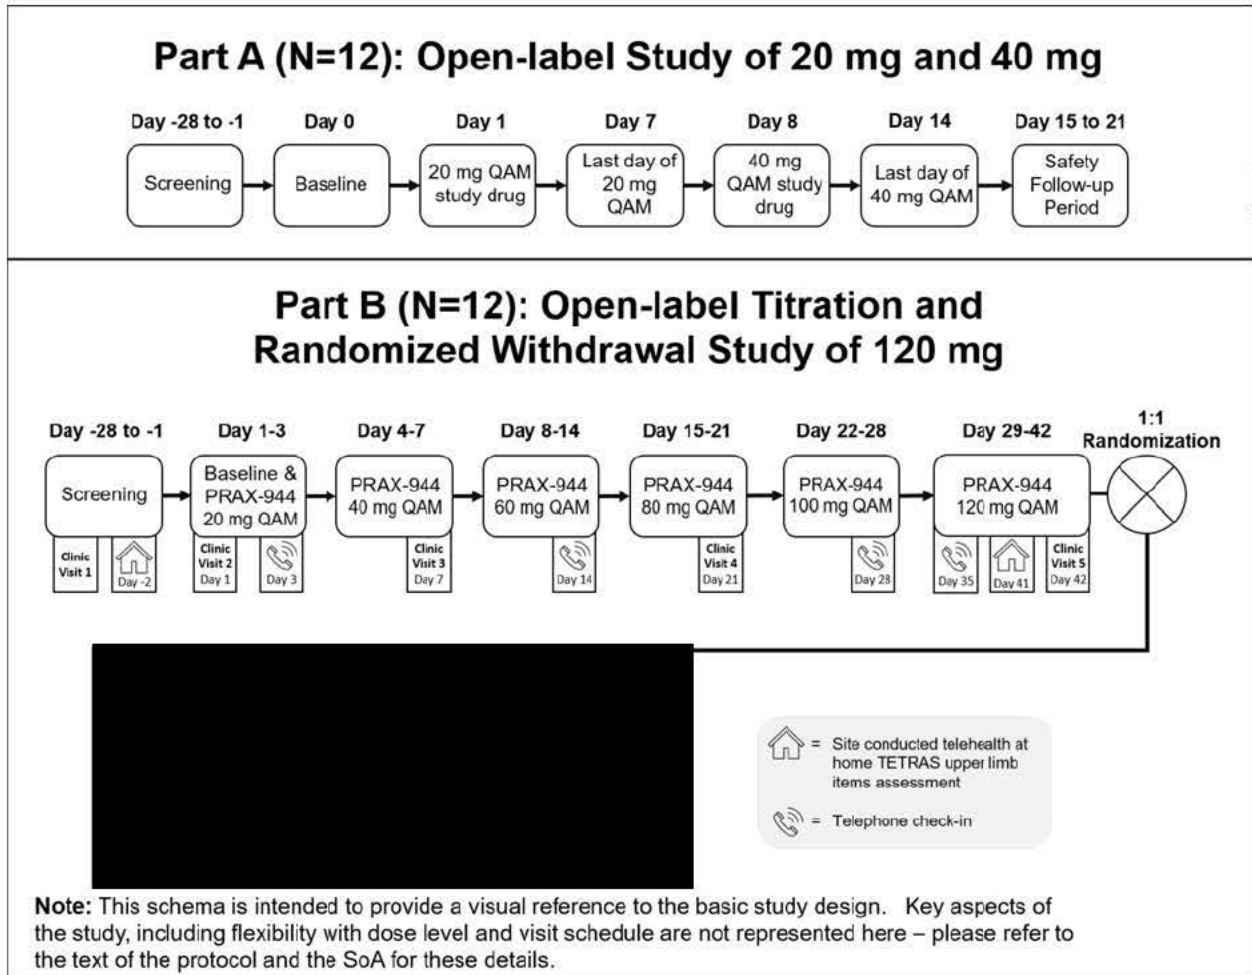 Part A (N=12): Open-label Study of 20 mg and 40 mg
Day -28 to -1
Day 0
Day 1
Day 7
Day 8
Day 14
Day 15 to 21
Screening
Baseline
20 mg QAM
study drug
Last day of
20 mg
QAM
40 mg
QAM study
drug
Last day of
40 mg QAM
Safety
Follow-up
Period
Part B (N=12): Open-label Titration and
Randomized Withdrawal Study of 120 mg
Day -28 to -1
Day 1-3
Day 4-7
Day 8-14
Day 15-21
Day 22-28
Day 29-42
1:1
Randomization
Screening
Baseline &
PRAX-944
20 mg QAM
PRAX-944
40 mg QAM
PRAX-944
60 mg QAM
PRAX-944
80 mg QAM
PRAX-944
100 mg QAM
PRAX-944
120 mg QAM
Clinic
Visit 1
Day -2
Clinic
Visit 2
Day 1
Day 3
Clinic
Visit 3
Day 7
Day 14
Clinic
Visit 4
Day 21
Day 28
Day 35
Day 41
Clinic
Visit 5
Day 42
= Site conducted telehealth at
home TETRAS upper limb
items assessment
= Telephone check-in
Note: This schema is intended to provide a visual reference to the basic study design. Key aspects of
the study, including flexibility with dose level and visit schedule are not represented here – please refer to
the text of the protocol and the SoA for these details.